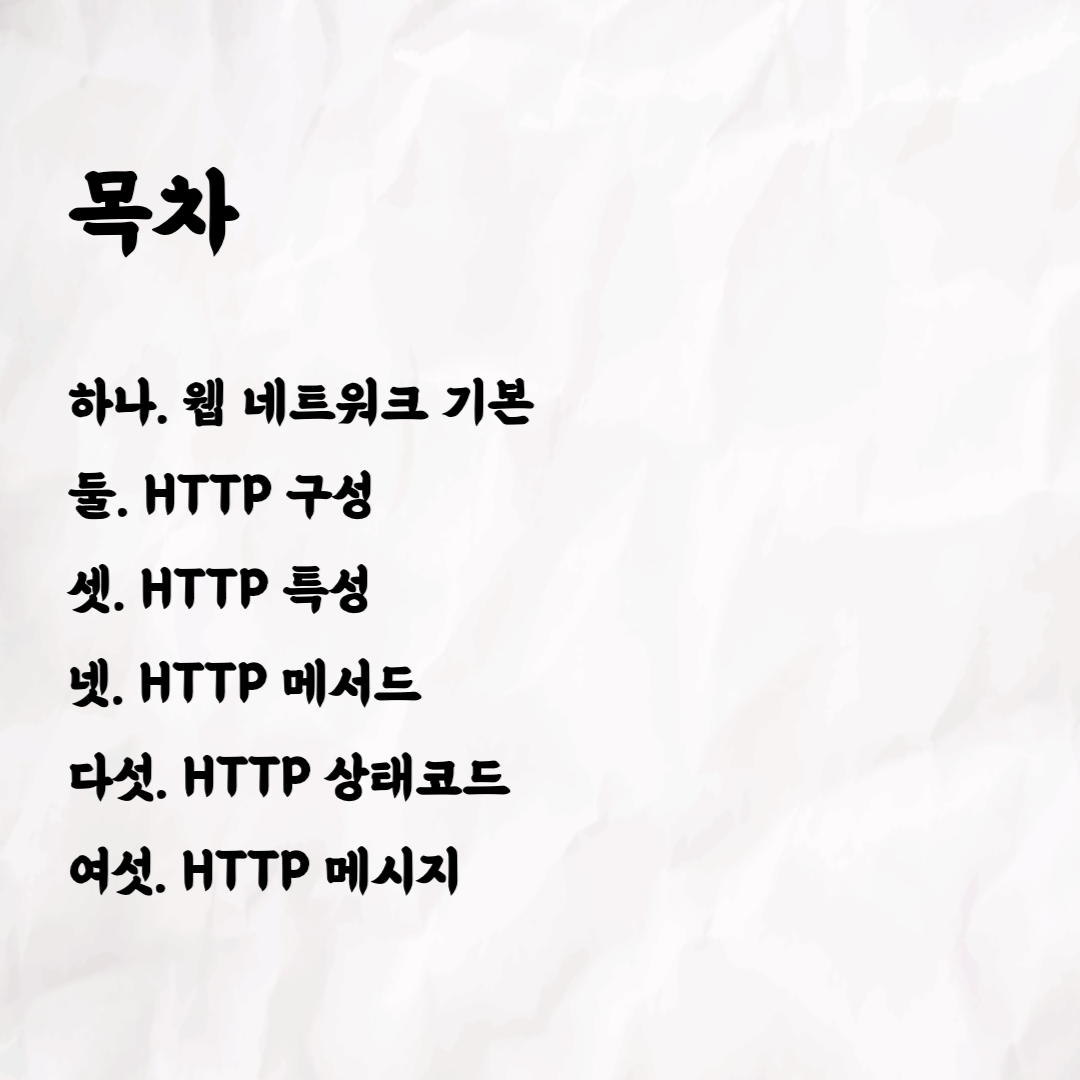 목차
하나. 웹 네트워크 기본
둘. HTTP 구성
셋. HTTP 특성
넷. HTTP 메서드
다섯. HTTP 상태코드
여섯. HTTP 메시지